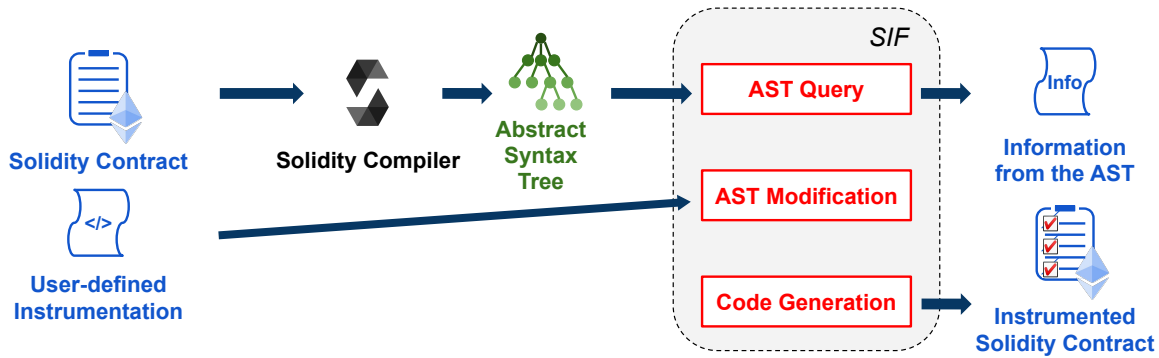 SIF
AST Query
Info
Solidity Contract
Solidity Compiler
Abstract
Syntax
Tree
Information
from the AST
</>
AST Modification
User-defined
Instrumentation
Code Generation
Instrumented
Solidity Contract